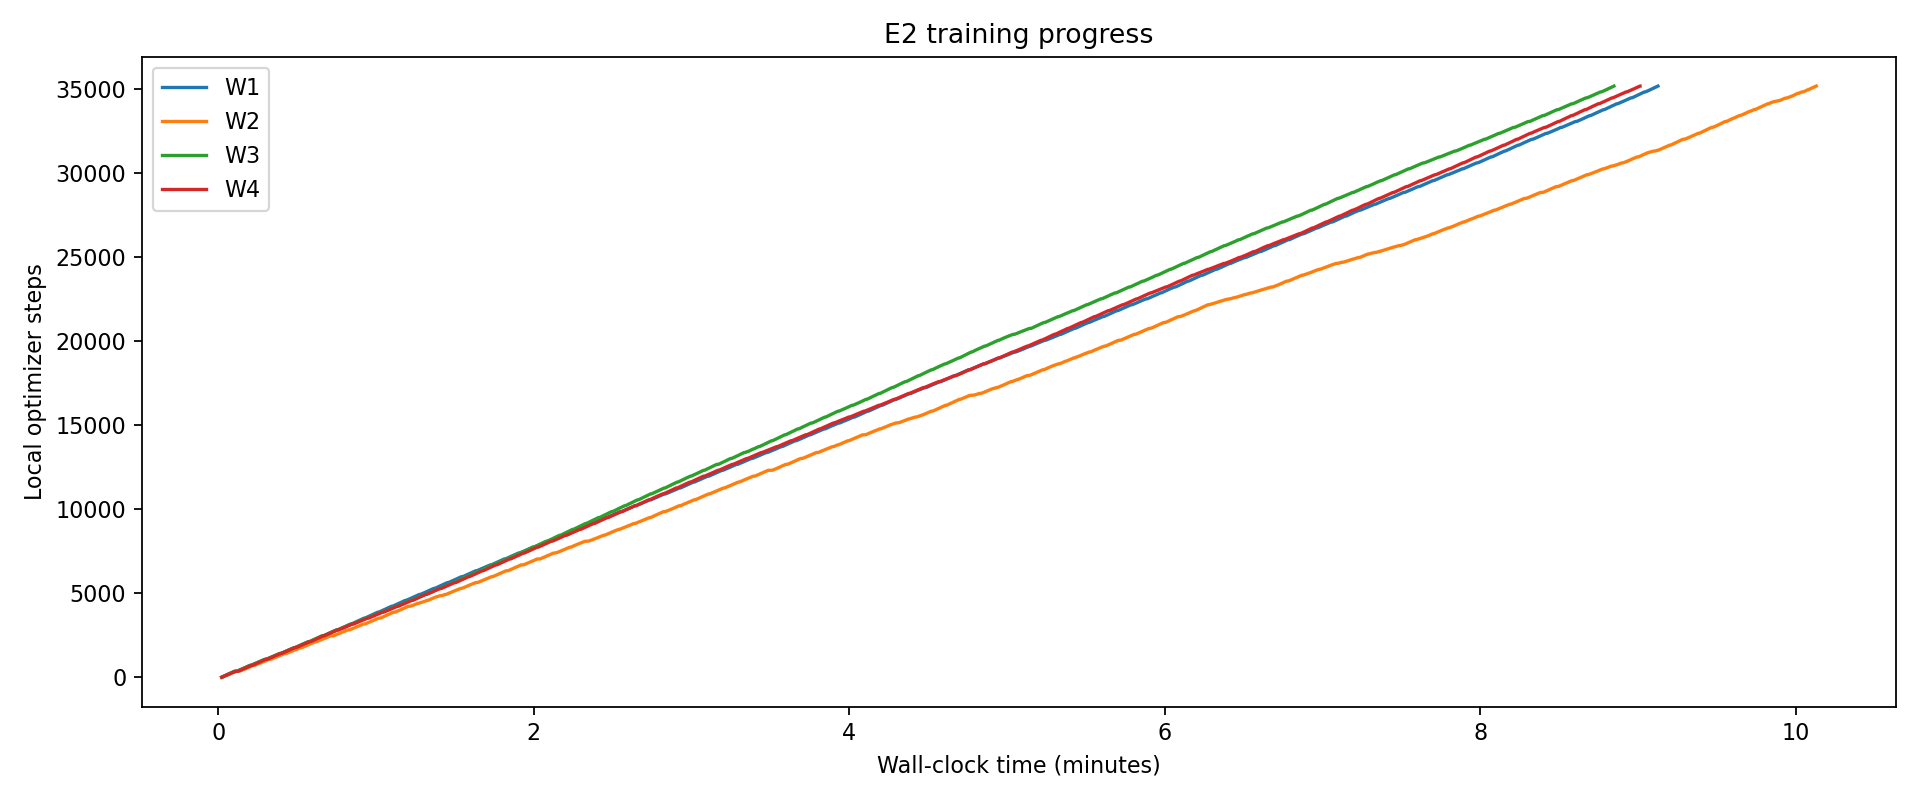 E2 training progress
W1
W2
W3
W4
Local optimizer steps
35000
30000
25000
20000
15000
10000
5000
0
0 2 4 6 8 10
Wall-clock time (minutes)